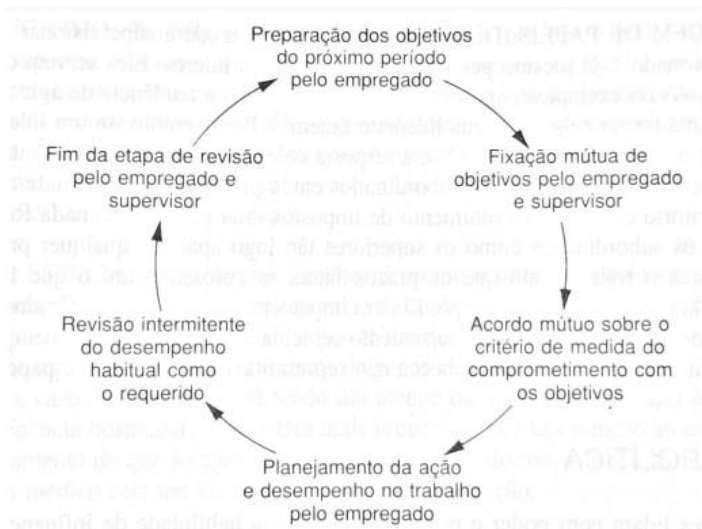 Preparação dos objetivos
do próximo período
pelo empregado
Fixação mútua de
objetivos pelo empregado
e supervisor
Acordo mútuo sobre o
critério de medida do
comprometimento com
os objetivos
Planejamento da ação
e desempenho no trabalho
pelo empregado
Revisão intermitente
do desempenho
habitual como
o requerido
Fim da etapa de revisão
pelo empregado e
supervisor